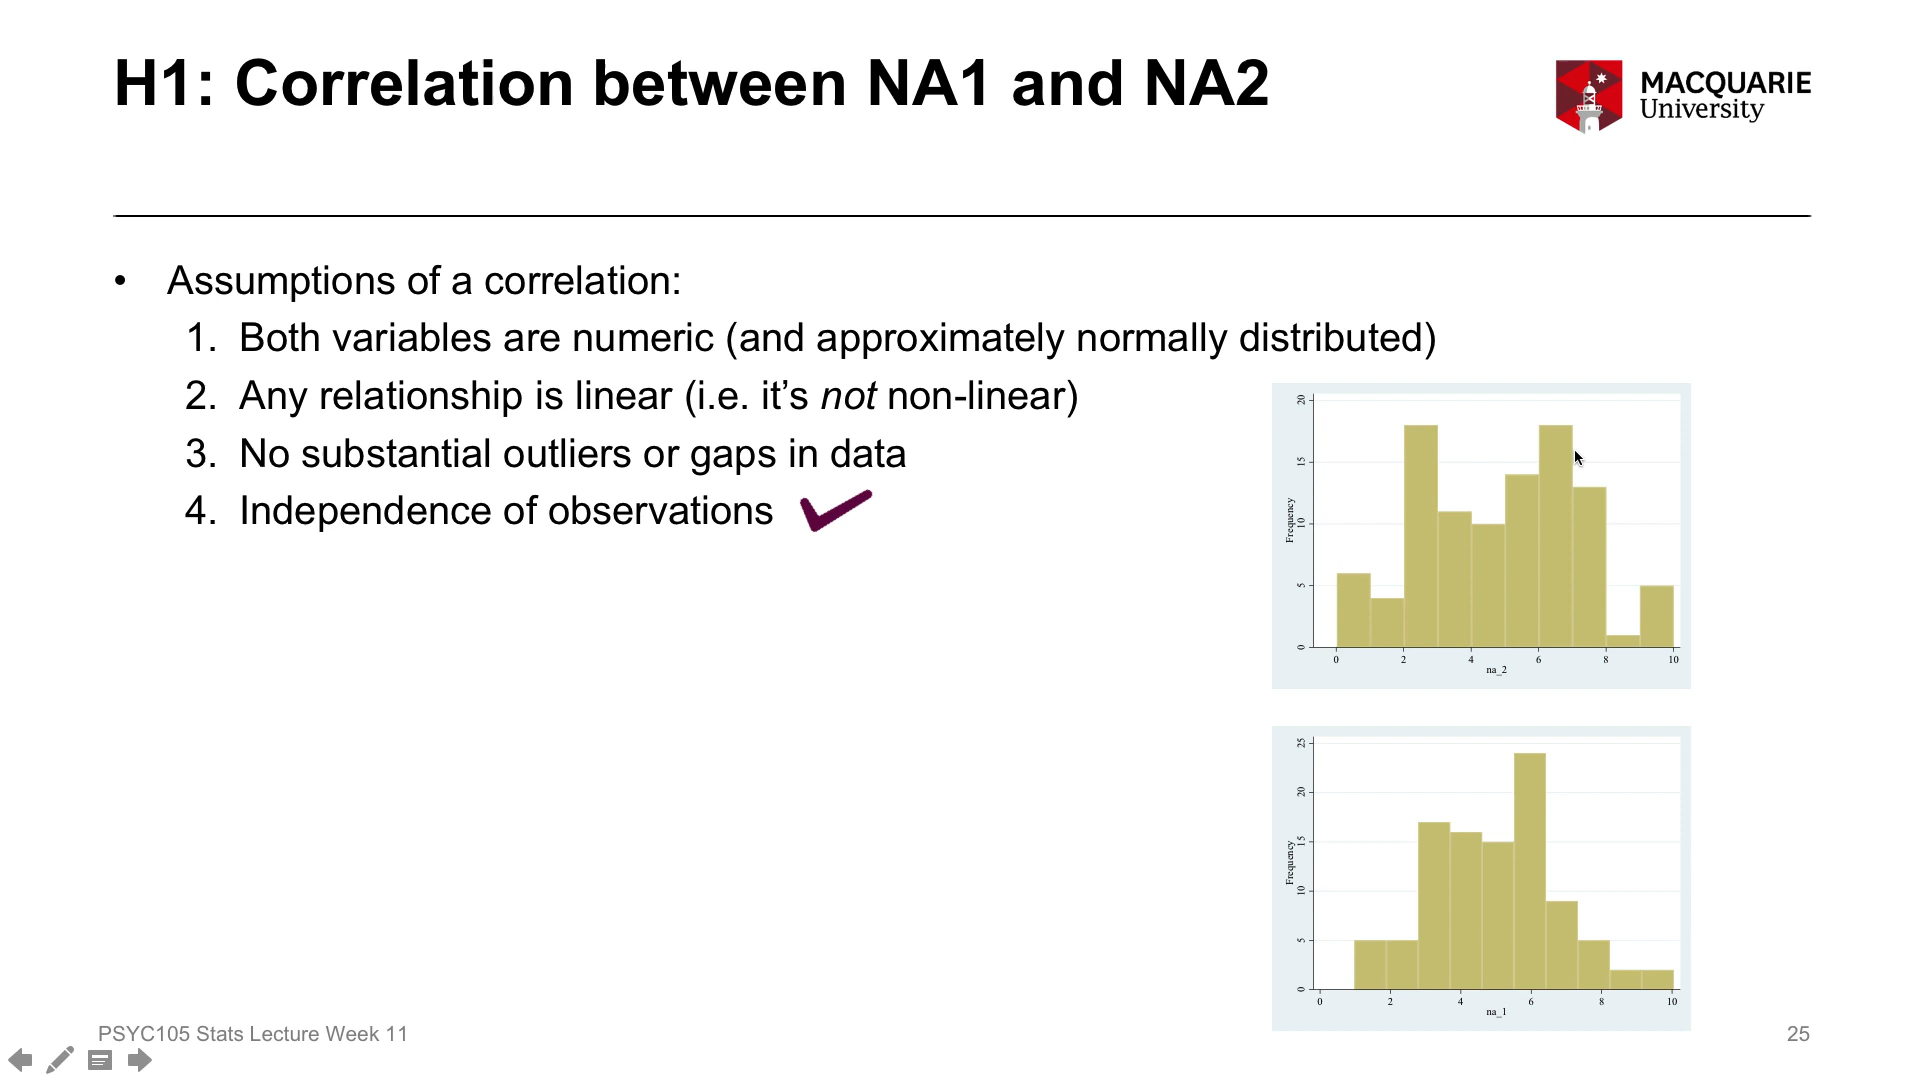 H1: Correlation between NA1 and NA2
MACQUARIE
University
• Assumptions of a correlation:
1. Both variables are numeric (and approximately normally distributed)
2. Any relationship is linear (i.e. it’s not non-linear)
3. No substantial outliers or gaps in data
4. Independence of observations
20
15
10
5
0
Frequency
0 2 4 6 8 10
na_2
25
20
15
10
5
0
Frequency
0 2 4 6 8 10
na_1
PSYC105 Stats Lecture Week 11
25